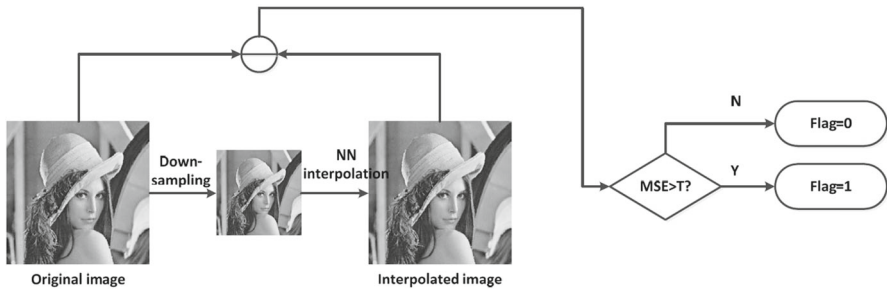 Down-
sampling
NN
interpolation
Original image
Interpolated image
MSE>T?
N
Flag=0
Y
Flag=1